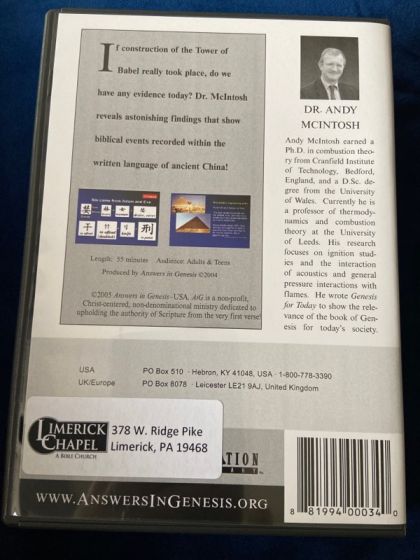 If construction of the Tower of
Babel really took place, do we
have any evidence today? Dr. McIntosh
reveals astonishing findings that show
biblical events recorded within the
written language of ancient China!
Length: 55 minutes Audience: Adults & Teens
Produced by Answers in Genesis ©2004
©2005 Answers in Genesis–USA. AiG is a non-profit,
Christ-centered, non-denominational ministry dedicated to
upholding the authority of Scripture from the very first verse!
DR. ANDY
MCINTOSH
Andy McIntosh earned a
Ph.D. in combustion theo-
ry from Cranfield Institute
of Technology, Bedford,
England, and a D.Sc. de-
gree from the University
of Wales. Currently he is
a professor of thermody-
namics and combustion
theory at the University
of Leeds. His research
focuses on ignition stud-
ies and the interaction
of acoustics and general
pressure interactions with
flames. He wrote Genesis
for Today to show the rele-
vance of the book of Gen-
esis for today's society.
USA PO Box 510 · Hebron, KY 41048, USA · 1-800-778-3390
UK/Europe PO Box 8078 · Leicester LE21 9AJ, United Kingdom
LIMERICK
CHAPEL
A BIBLE CHURCH
378 W. Ridge Pike
Limerick, PA 19468
ATION
WWW.ANSWERSINGENESIS.ORG
8 81994 00034 0